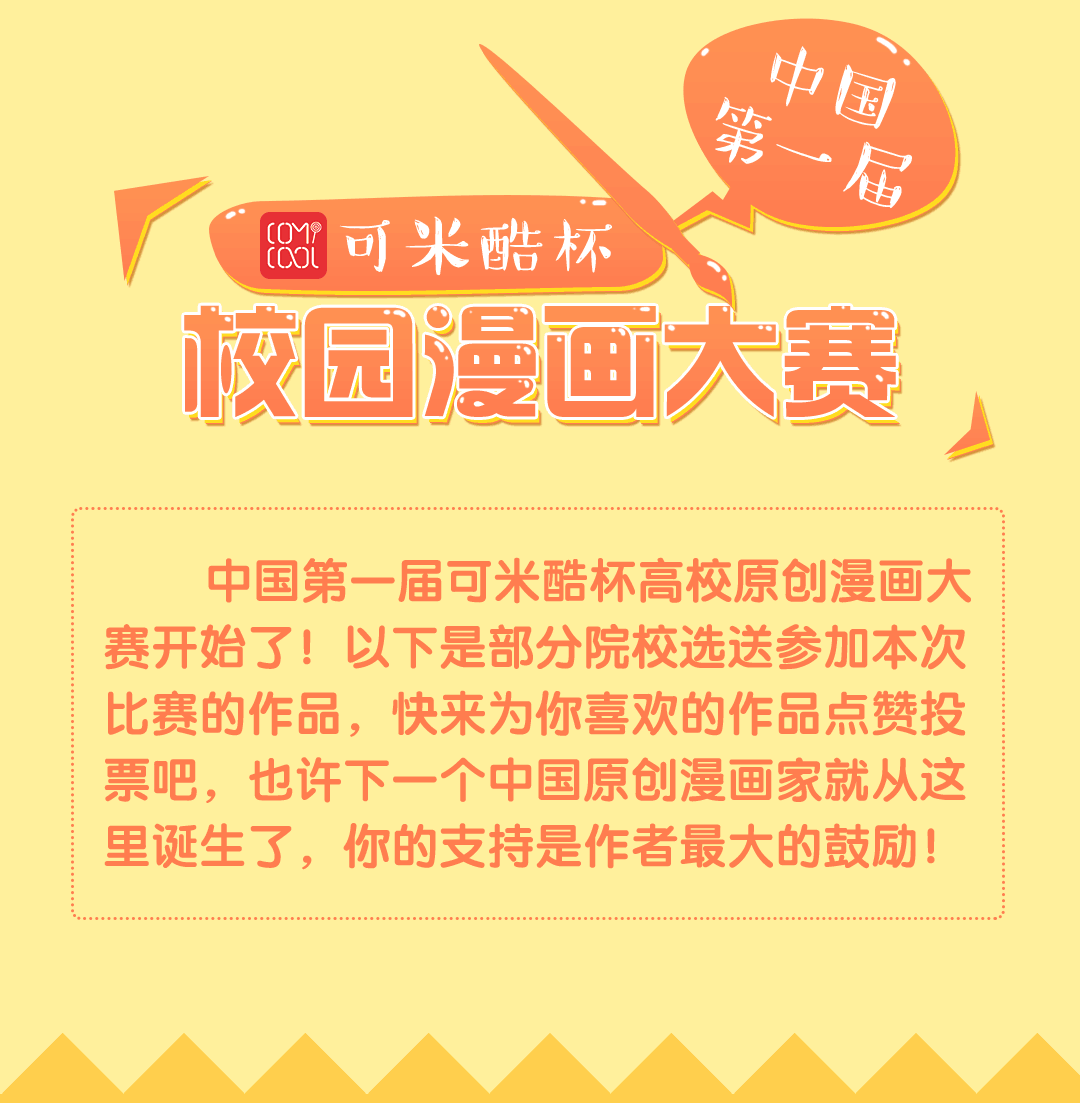 中国
第一届
COMI
COOL
可米酷杯
校园漫画大赛
中国第一届可米酷杯高校原创漫画大
赛开始了！以下是部分院校选送参加本次
比赛的作品，快来为你喜欢的作品点赞投
票吧，也许下一个中国原创漫画家就从这
里诞生了，你的支持是作者最大的鼓励！